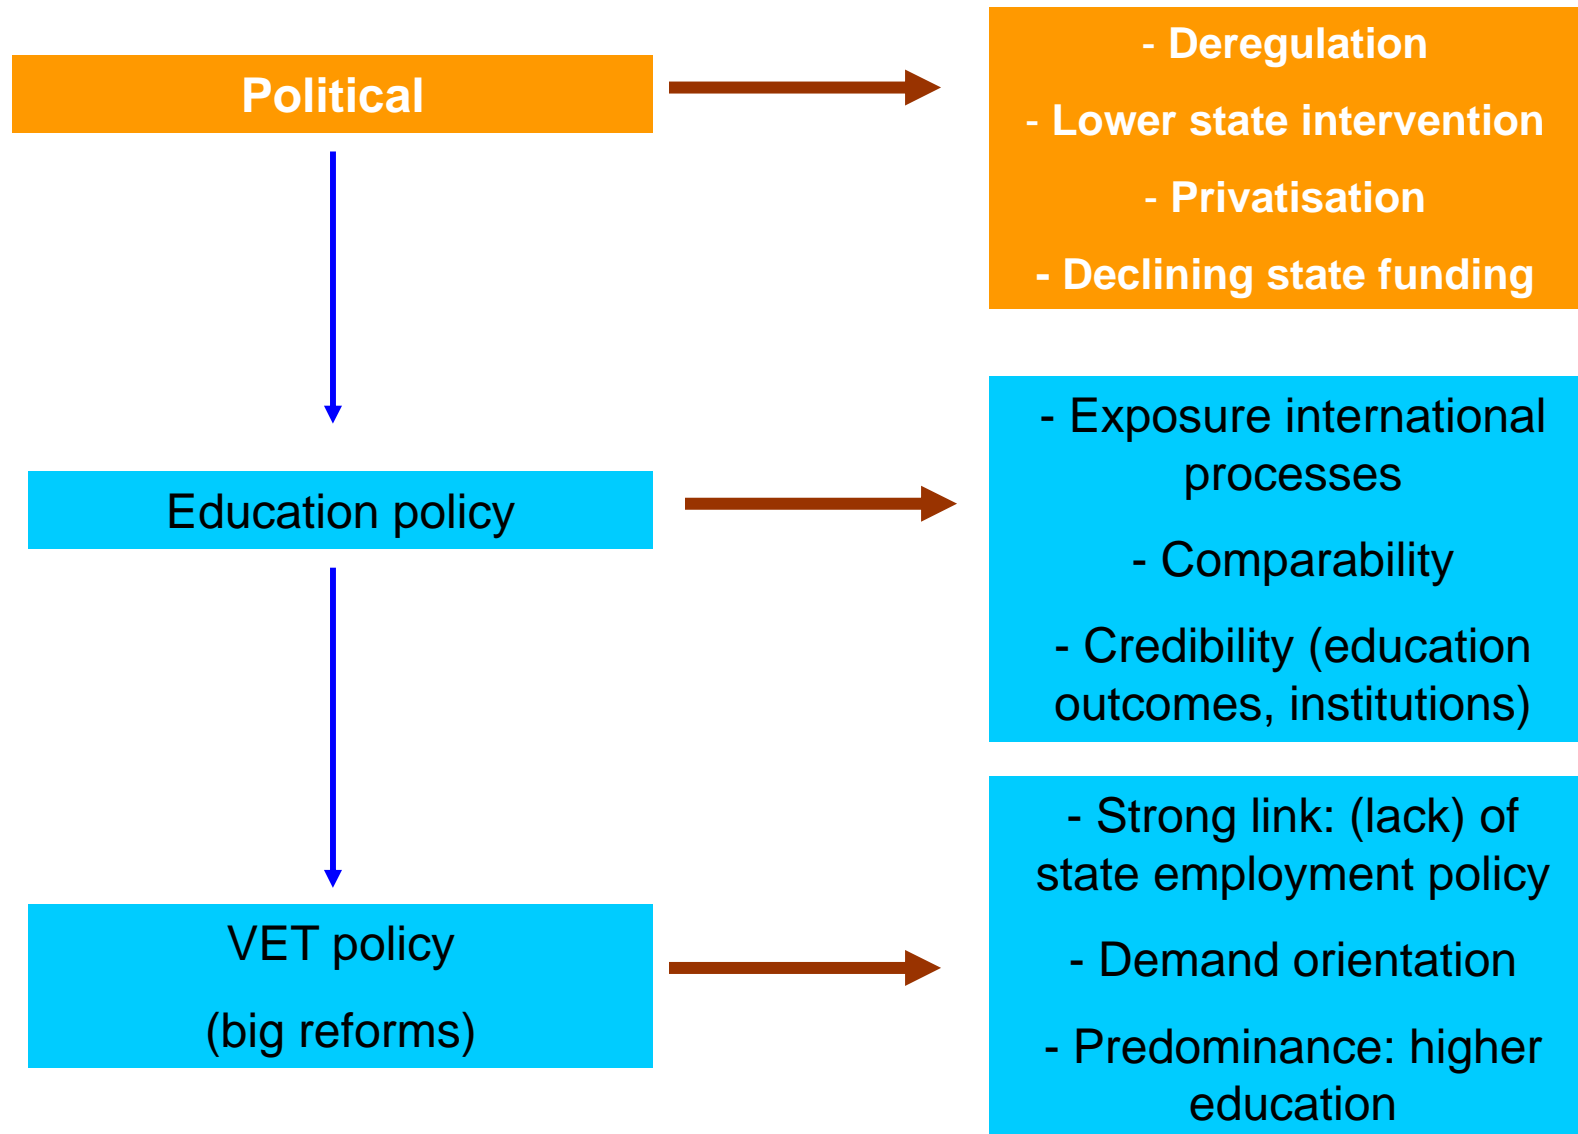 Political
- Deregulation
- Lower state intervention
- Privatisation
- Declining state funding
Education policy
- Exposure international
processes
- Comparability
- Credibility (education
outcomes, institutions)
VET policy
(big reforms)
- Strong link: (lack) of
state employment policy
- Demand orientation
- Predominance: higher
education